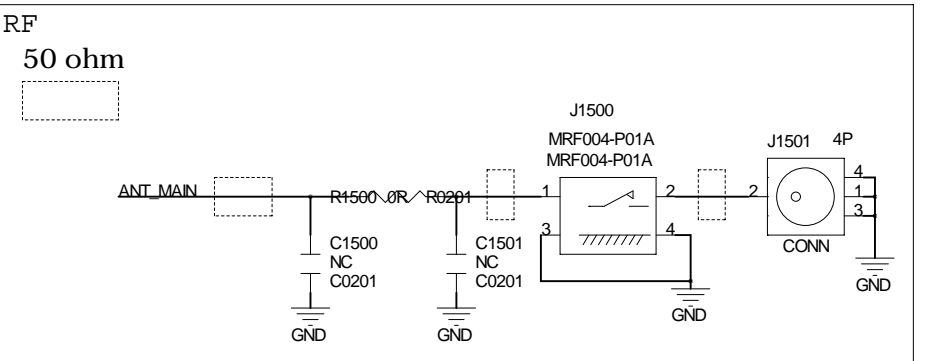 RF
50 ohm
J1500
MRF004-P01A
MRF004-P01A
J1501 4P
ANT_MAIN
R1500 0R R0201
1
2
2
4
1
3
3
4
CONN
C1500
NC
C0201
C1501
NC
C0201
GND
GND
GND
GND